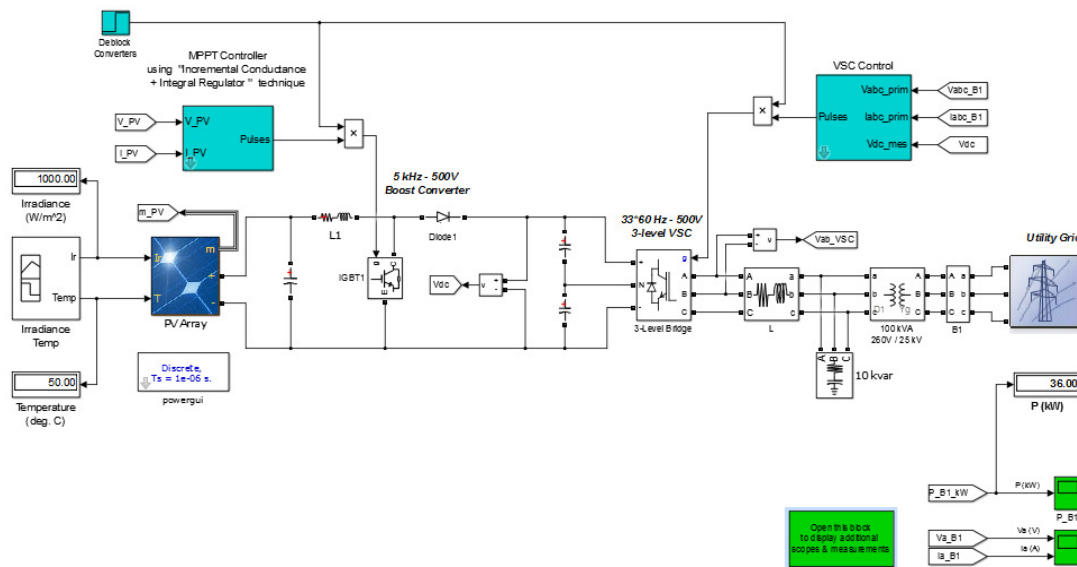 Deblock
Converters
MPPT Controller
using "Incremental Conductance
+ Integral Regulator" technique
V_PV
I_PV
V_PV
I_PV
Pulses
×
×
VSC Control
Vabc_prim
Iabc_prim
Vdc_mes
Pulses
Vabc_B1
Iabc_B1
Vdc
1000.00
Irradiance
(W/m^2)
m_PV
Ir
Temp
Irradiance
Temp
Ir
T
m
+
-
PV Array
50.00
Temperature
(deg. C)
Discrete,
Ts = 1e-06 s.
powergui
5 kHz - 500V
Boost Converter
L1
Diode1
g
C
E
IGBT1
Vdc
+
-
v
33*60 Hz - 500V
3-level VSC
g
+
N
-
A
B
C
3-Level Bridge
+
-
v
Vab_VSC
A
B
C
a
b
c
L
A
B
C
10 kvar
a
b
c
A
B
C
D1
Yg
100 kVA
260V / 25 kV
A
B
C
a
b
c
B1
Utility Grid
36.00
P (kW)
P_B1_kW
P (kW)
P_B1
Va_B1
Va (V)
Ia_B1
Ia (A)
Open this block
to display additional
scopes & measurements